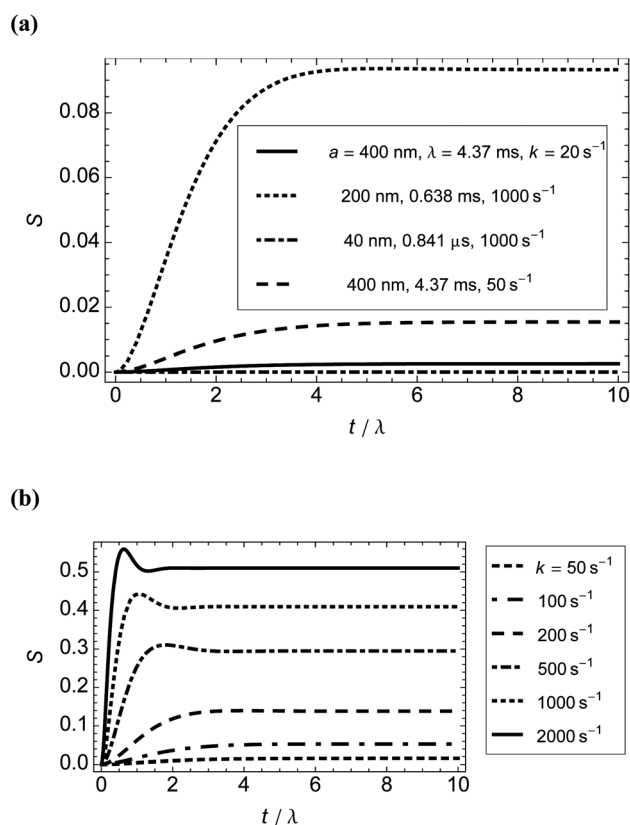 (a)
0.08
0.06
0.04
0.02
0.00
S
a = 400 nm, λ = 4.37 ms, k = 20 s⁻¹
200 nm, 0.638 ms, 1000 s⁻¹
40 nm, 0.841 μs, 1000 s⁻¹
400 nm, 4.37 ms, 50 s⁻¹
0 2 4 6 8 10
t / λ
(b)
0.5
0.4
0.3
0.2
0.1
0.0
S
0 2 4 6 8 10
t / λ
k = 50 s⁻¹
100 s⁻¹
200 s⁻¹
500 s⁻¹
1000 s⁻¹
2000 s⁻¹